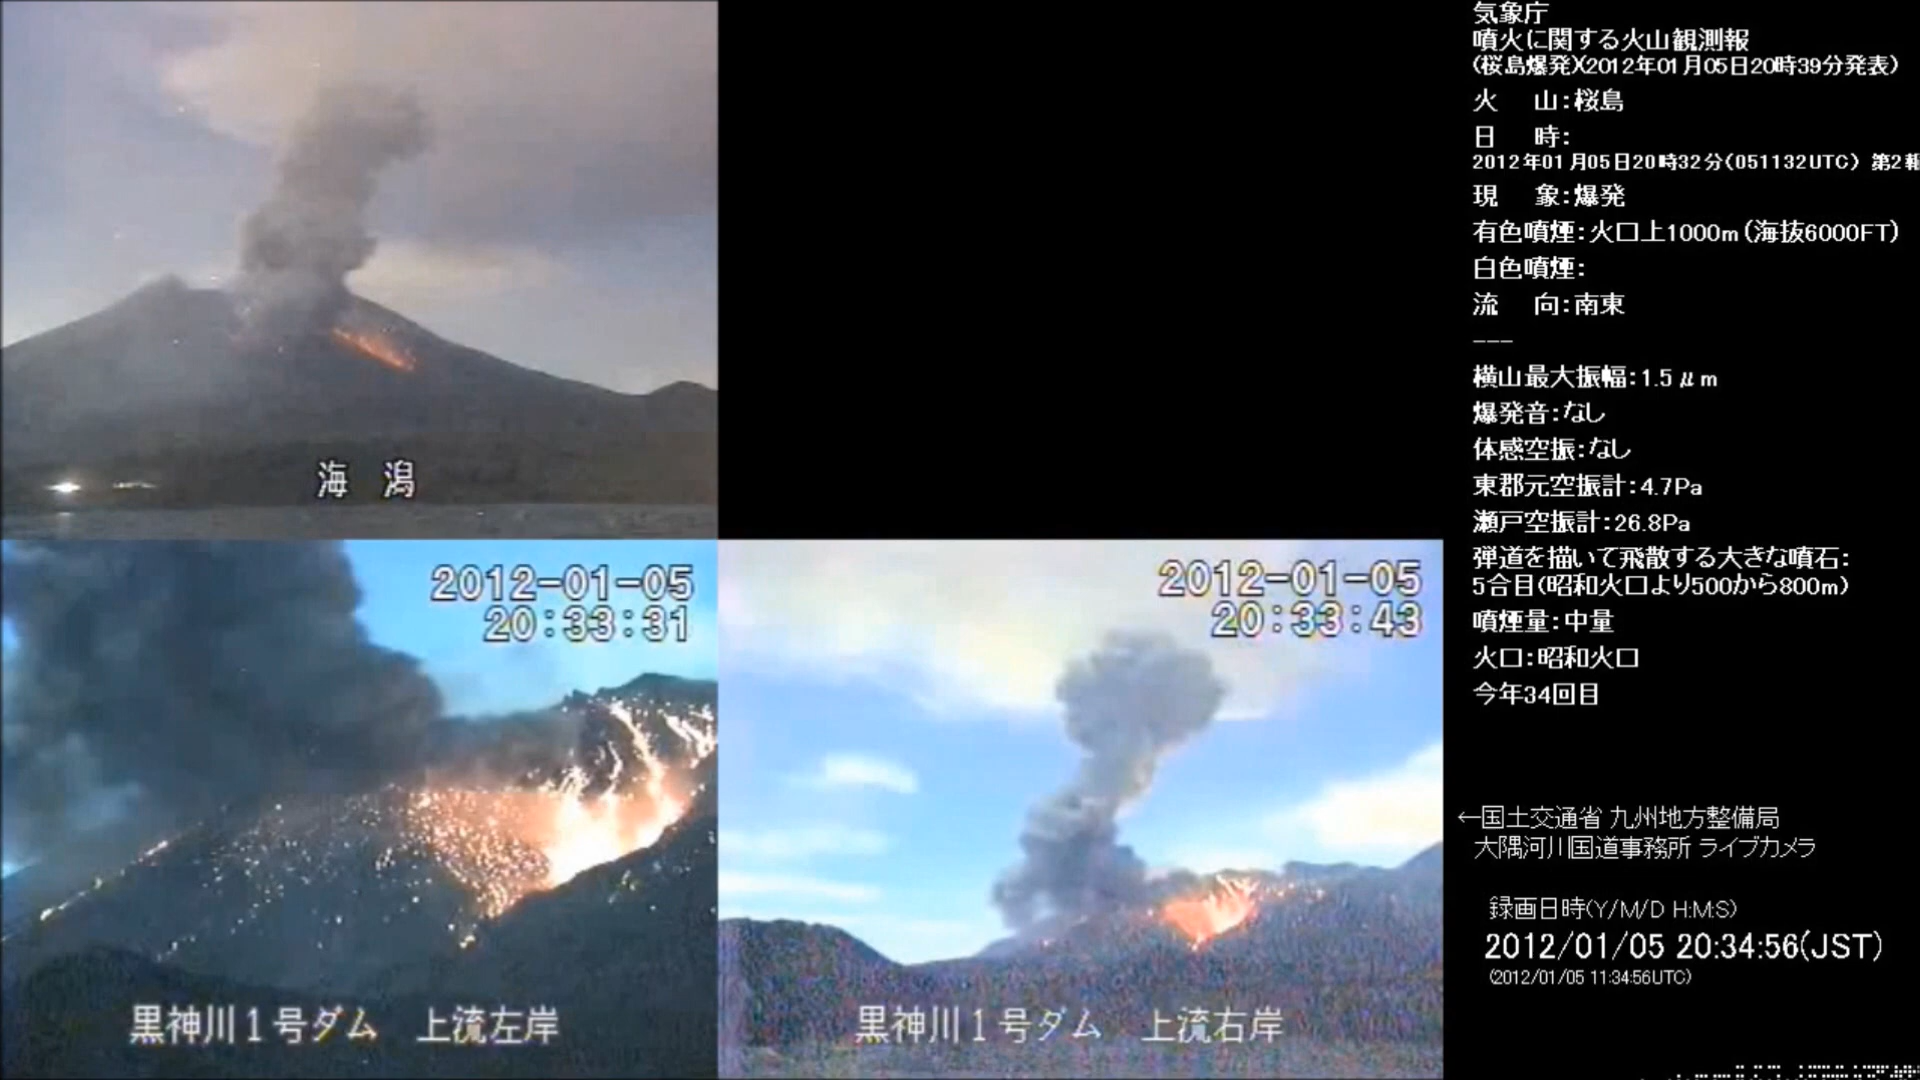 海 潟
2012-01-05
20:33:31
黒神川1号ダム 上流左岸
2012-01-05
20:33:43
黒神川1号ダム 上流右岸
気象庁
噴火に関する火山観測報
(桜島爆発)(2012年01月05日20時39分発表)
火 山:桜島
日 時:
2012年01月05日20時32分(051132UTC) 第2報
現 象:爆発
有色噴煙:火口上1000m(海抜6000FT)
白色噴煙:
流 向:南東
---
横山最大振幅:1.5μm
爆発音:なし
体感空振:なし
東郡元空振計:4.7Pa
瀬戸空振計:26.8Pa
弾道を描いて飛散する大きな噴石:
5合目(昭和火口より500から800m)
噴煙量:中量
火口:昭和火口
今年34回目
←国土交通省 九州地方整備局
大隅河川国道事務所 ライブカメラ
録画日時(Y/M/D H:M:S)
2012/01/05 20:34:56(JST)
(2012/01/05 11:34:56UTC)